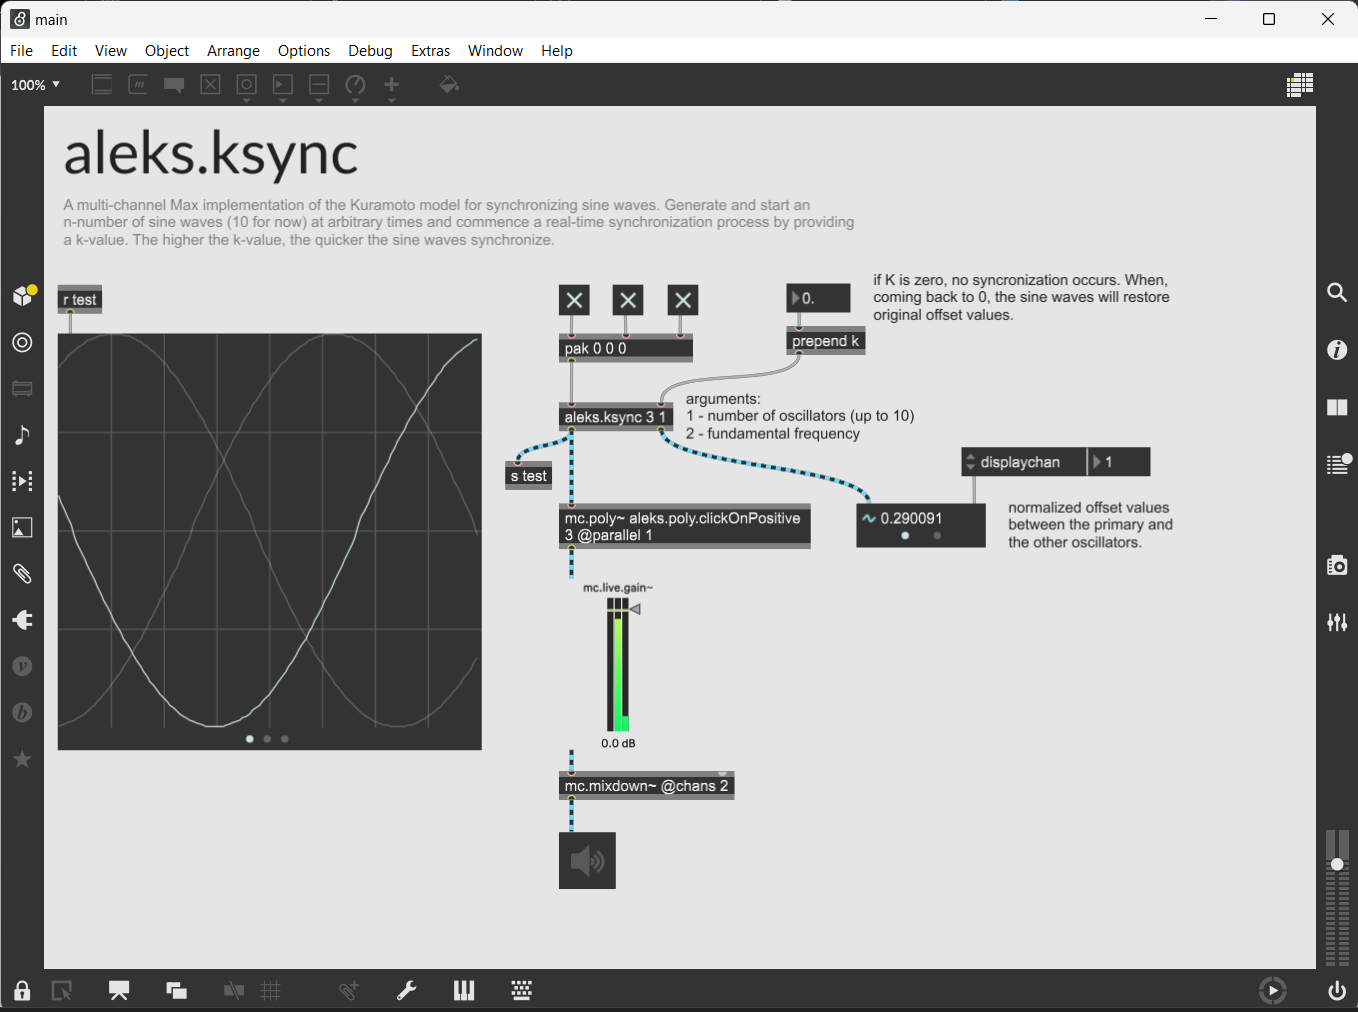 main
File Edit View Object Arrange Options Debug Extras Window Help
100%
aleks.ksync
A multi-channel Max implementation of the Kuramoto model for synchronizing sine waves. Generate and start an
n-number of sine waves (10 for now) at arbitrary times and commence a real-time synchronization process by providing
a k-value. The higher the k-value, the quicker the sine waves synchronize.
r test
0.
if K is zero, no syncronization occurs. When,
coming back to 0, the sine waves will restore
original offset values.
pak 0 0 0
prepend k
aleks.ksync 3 1
arguments:
1 - number of oscillators (up to 10)
2 - fundamental frequency
s test
displaychan
1
mc.poly~ aleks.poly.clickOnPositive
3 @parallel 1
0.290091
normalized offset values
between the primary and
the other oscillators.
mc.live.gain~
0.0 dB
mc.mixdown~ @chans 2